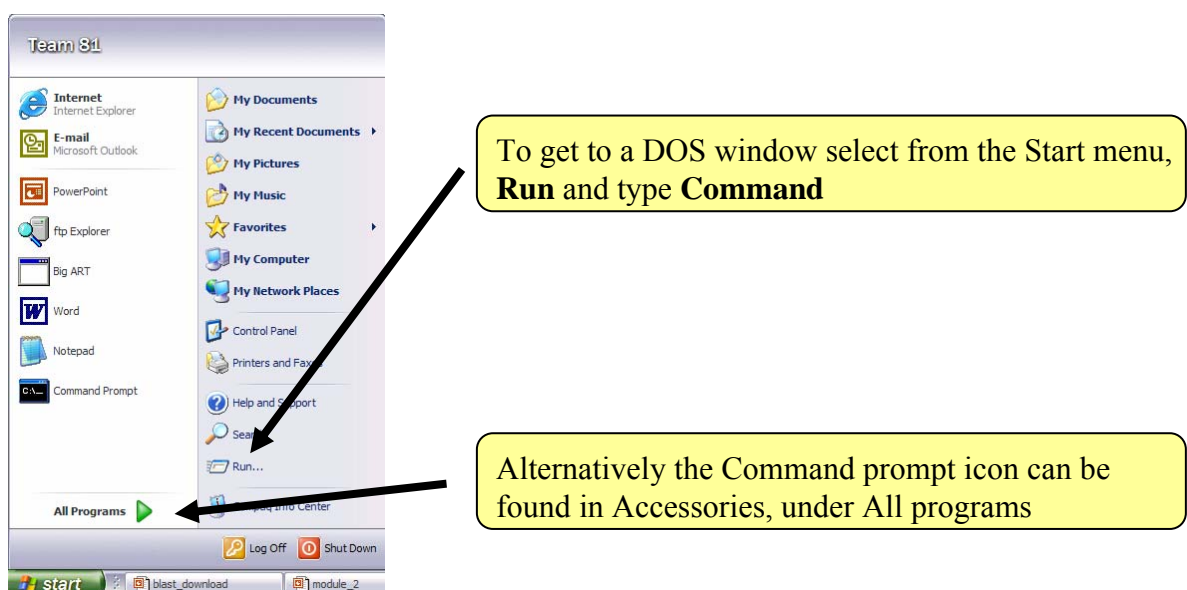 Team 81
Internet
Internet Explorer
E-mail
Microsoft Outlook
PowerPoint
ftp Explorer
Big ART
Word
Notepad
C:\_
Command Prompt
All Programs
My Documents
My Recent Documents
My Pictures
My Music
Favorites
My Computer
My Network Places
Control Panel
Printers and
Help and Support
Run...
Info Center
Log Off
Shut Down
start
blast_download
module_2
To get to a DOS window select from the Start menu,
Run and type Command
Alternatively the Command prompt icon can be
found in Accessories, under All programs